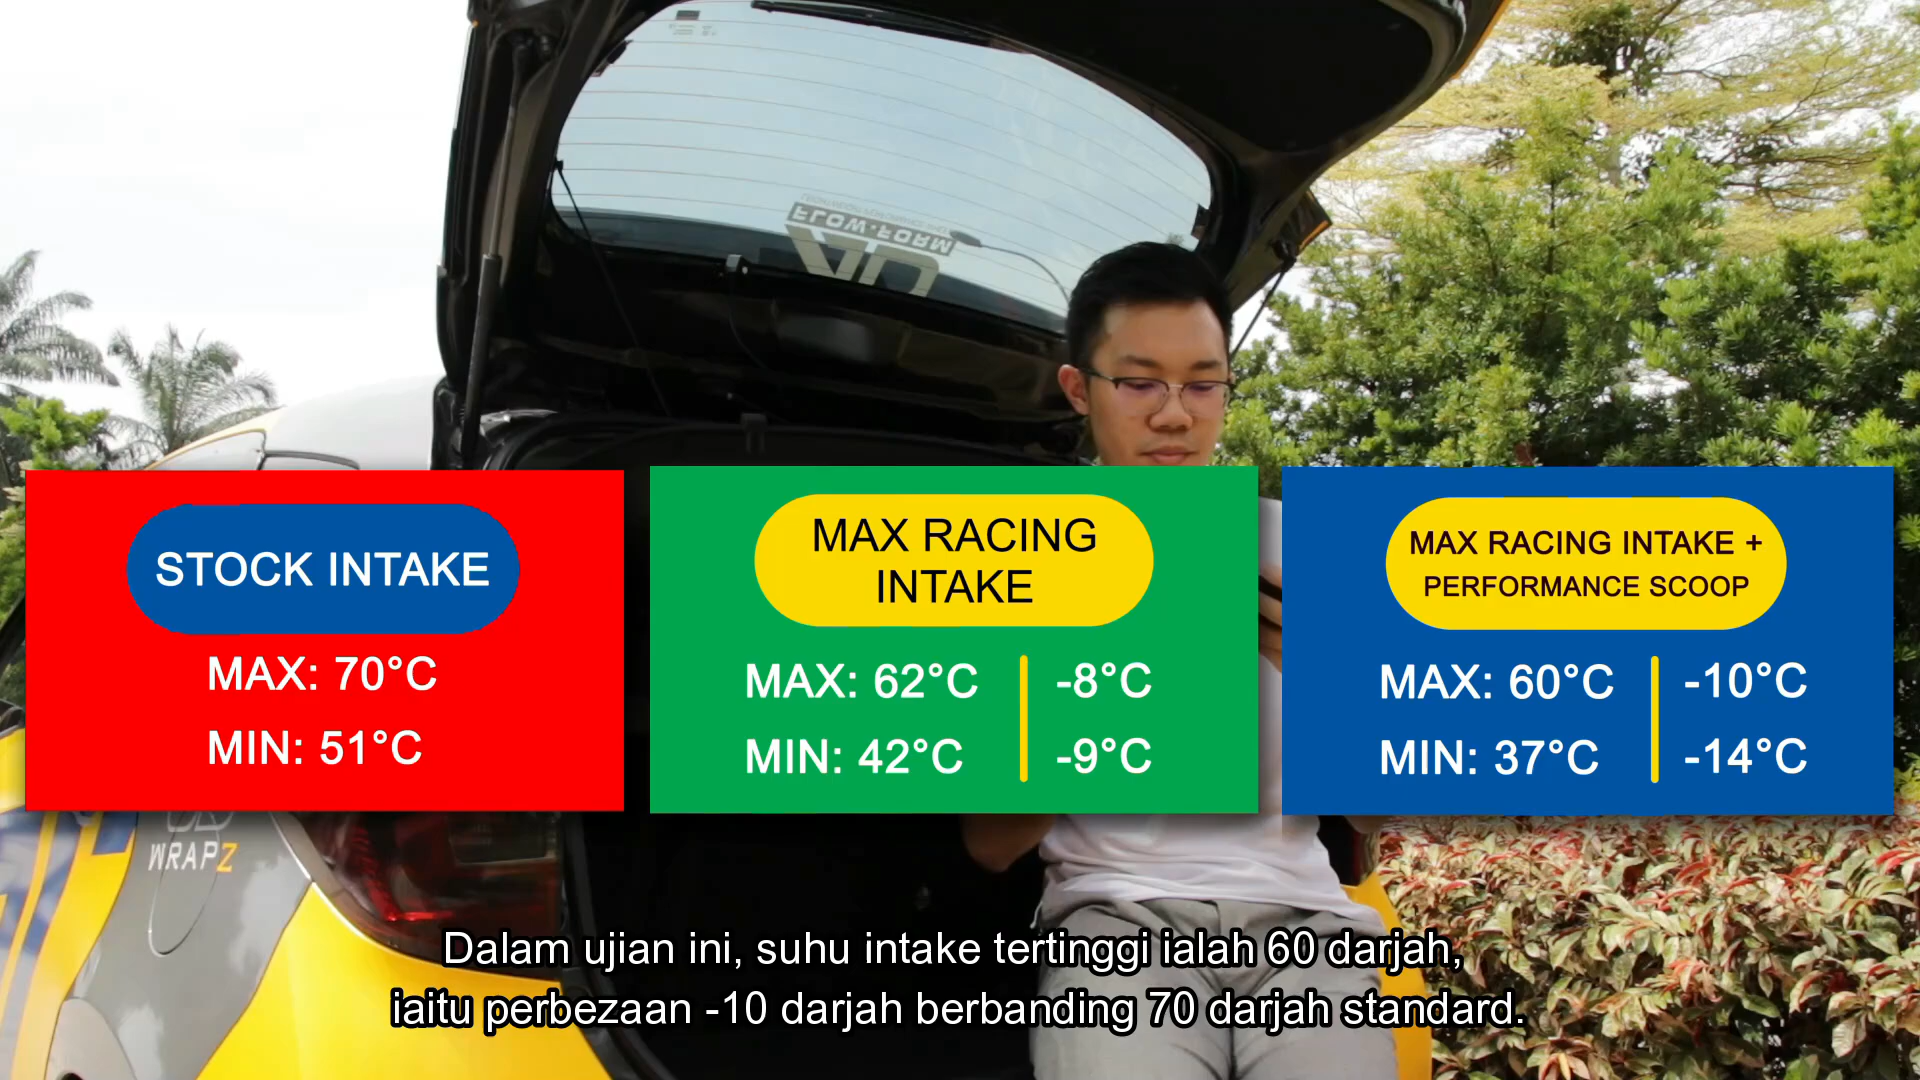 FLOW-FORM
STOCK INTAKE
MAX: 70°C
MIN: 51°C
MAX RACING
INTAKE
MAX: 62°C
-8°C
MIN: 42°C
-9°C
MAX RACING INTAKE +
PERFORMANCE SCOOP
MAX: 60°C
-10°C
MIN: 37°C
-14°C
WRAPZ
Dalam ujian ini, suhu intake tertinggi ialah 60 darjah,
iaitu perbezaan -10 darjah berbanding 70 darjah standard.